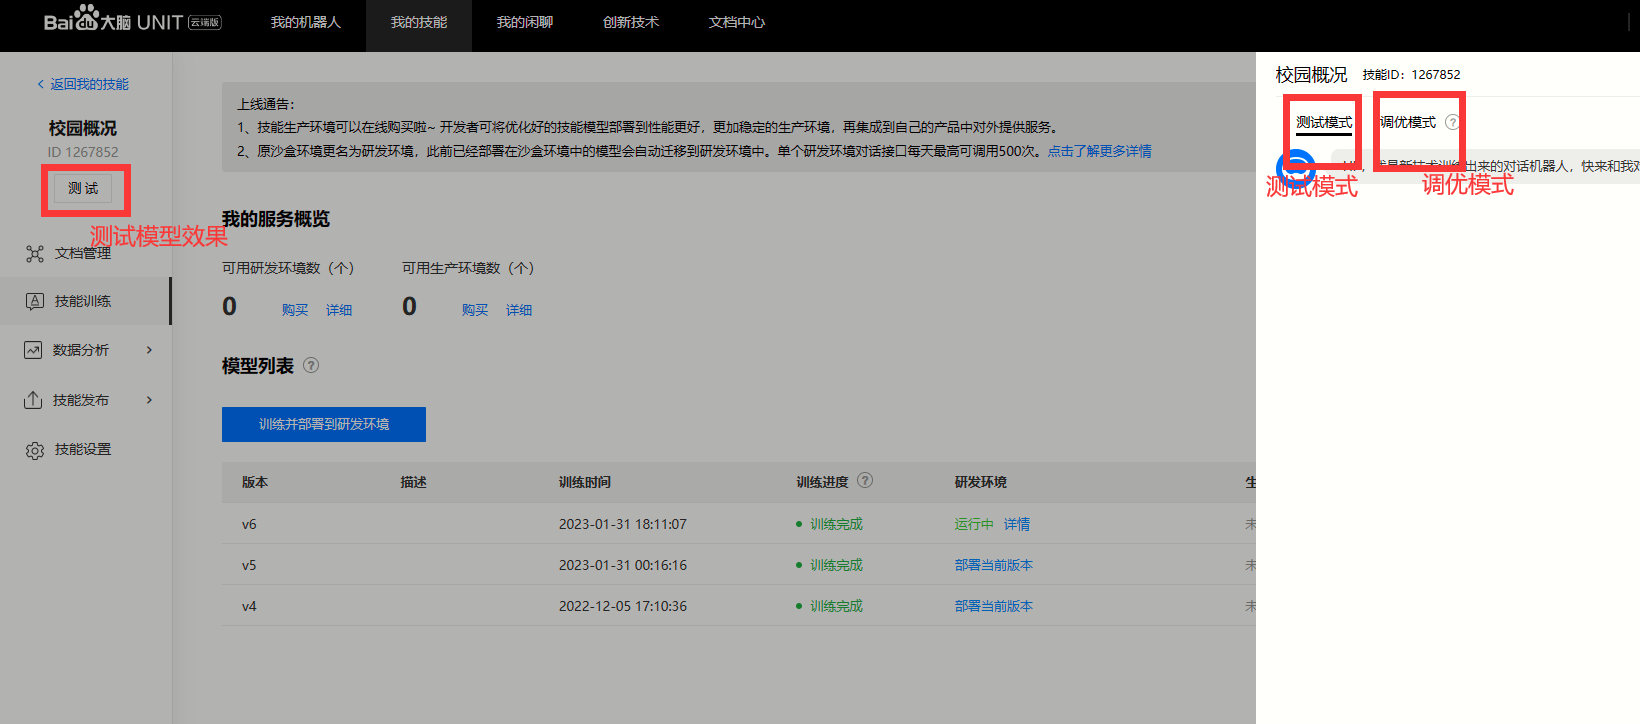 Bai du 大脑 UNIT 云端版
我的机器人
我的技能
我的闲聊
创新技术
文档中心
返回我的技能
校园概况
ID 1267852
测 试
测试模型效果
文档管理
技能训练
数据分析
技能发布
技能设置
上线通告：
1、技能生产环境可以在线购买啦~ 开发者可将优化好的技能模型部署到性能更好，更加稳定的生产环境，再集成到自己的产品中对外提供服务。
2、原沙盒环境更名为研发环境，此前已经部署在沙盒环境中的模型会自动迁移到研发环境中。单个研发环境对话接口每天最高可调用500次。点击了解更多详情
我的服务概览
可用研发环境数（个）
可用生产环境数（个）
0 购买 详细
0 购买 详细
模型列表 ?
训练并部署到研发环境
版本 描述 训练时间 训练进度 ? 研发环境 生
v6 2023-01-31 18:11:07 训练完成 运行中 详情 未
v5 2023-01-31 00:16:16 训练完成 部署当前版本 未
v4 2022-12-05 17:10:36 训练完成 部署当前版本 未
校园概况 技能ID：1267852
测试模式 调优模式 ?
是新技术训练出来的对话机器人，快来和我对
测试模式 调优模式